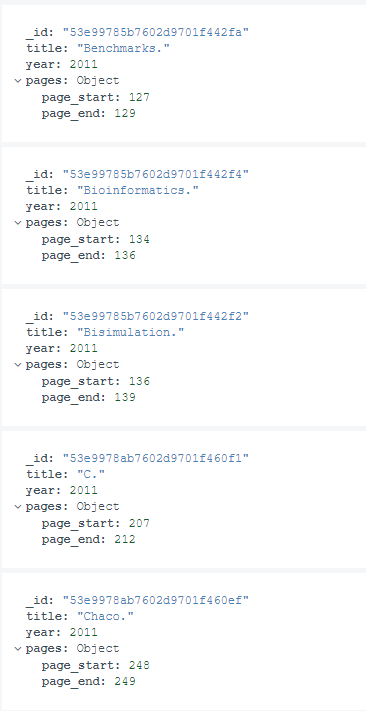 _id: "53e99785b7602d9701f442fa"
title: "Benchmarks."
year: 2011
pages: Object
page_start: 127
page_end: 129
_id: "53e99785b7602d9701f442f4"
title: "Bioinformatics."
year: 2011
pages: Object
page_start: 134
page_end: 136
_id: "53e99785b7602d9701f442f2"
title: "Bisimulation."
year: 2011
pages: Object
page_start: 136
page_end: 139
_id: "53e9978ab7602d9701f460f1"
title: "C."
year: 2011
pages: Object
page_start: 207
page_end: 212
_id: "53e9978ab7602d9701f460ef"
title: "Chaco."
year: 2011
pages: Object
page_start: 248
page_end: 249